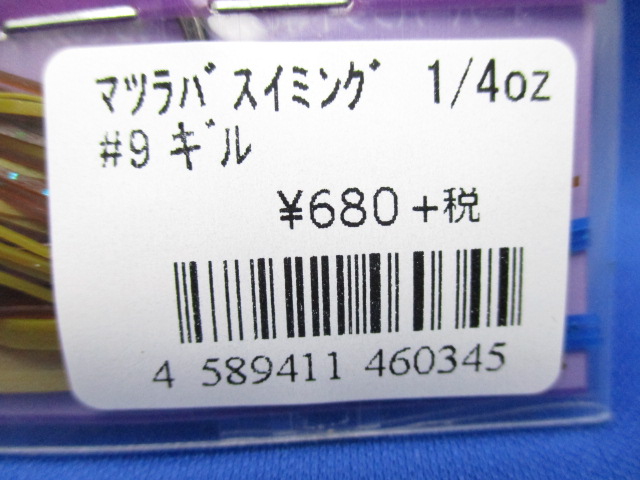 ﾏﾂﾗﾊﾞ ｽｲﾐﾝｸﾞ 1/4oz
#9 ｷﾞﾙ
¥680+税
4 589411 460345